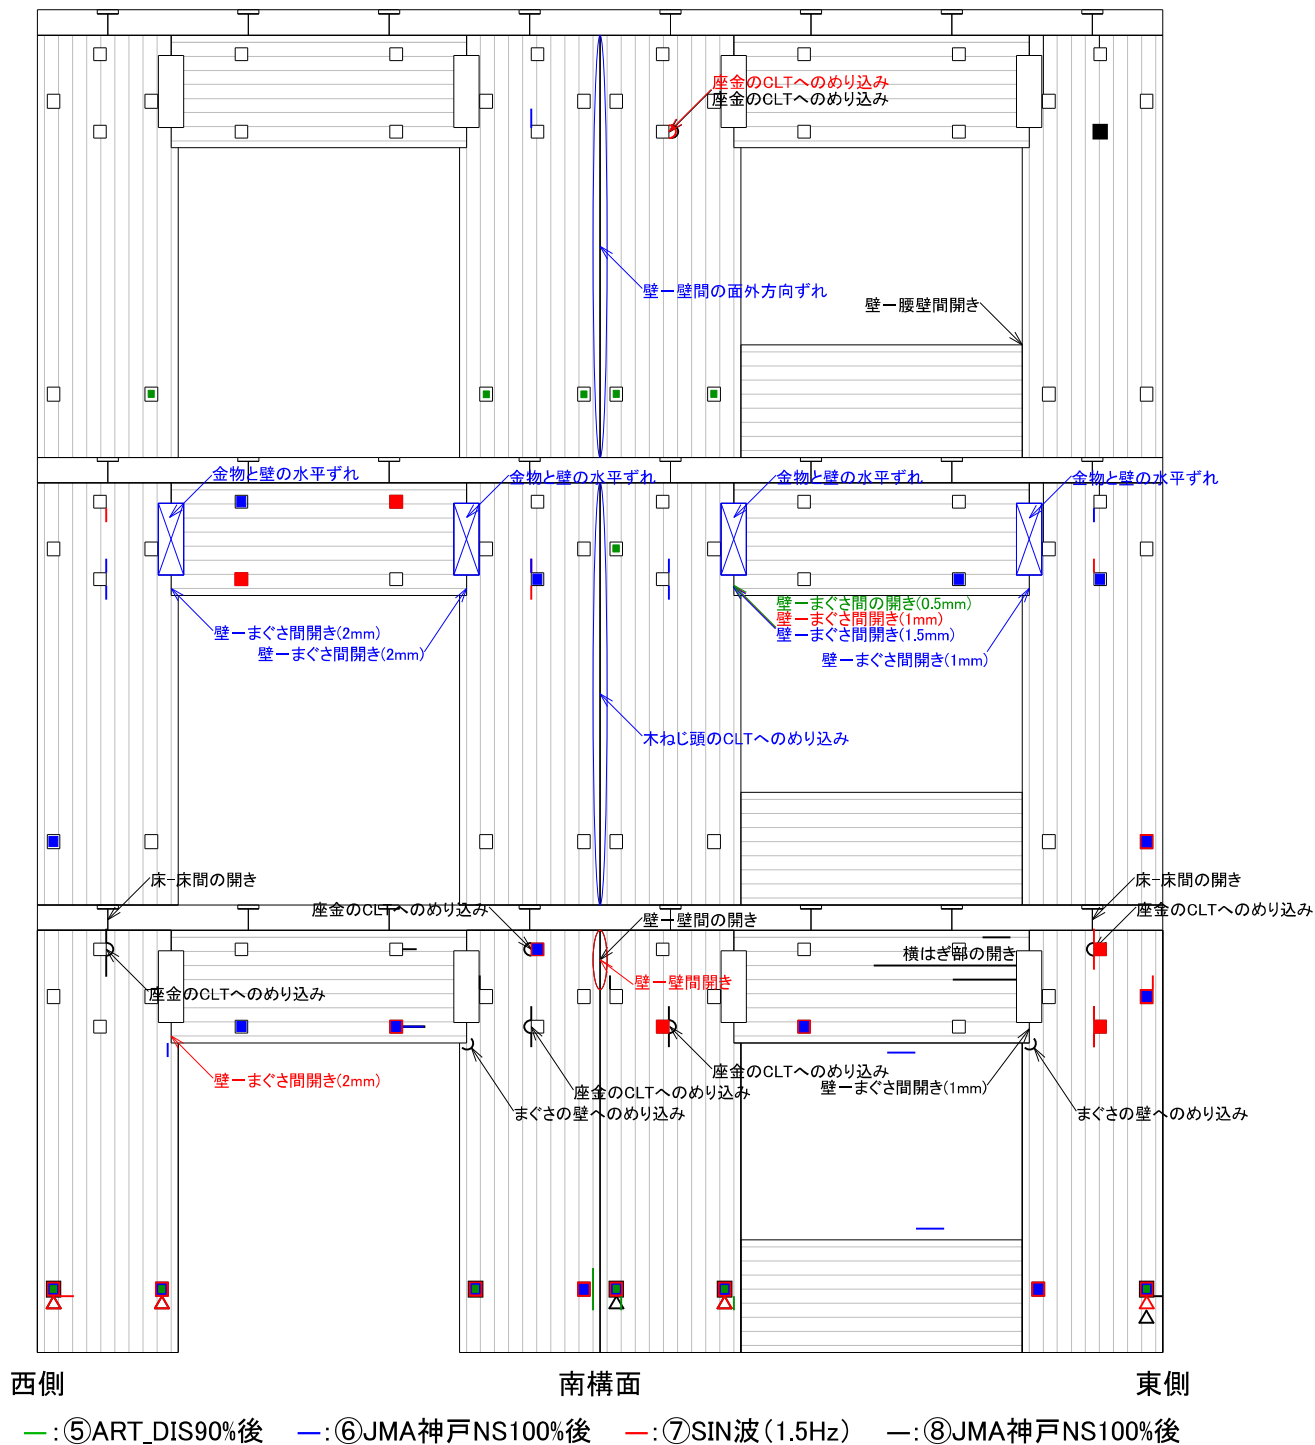 座金のCLTへのめり込み
座金のCLTへのめり込み
壁ー壁間の面外方向ずれ
壁ー腰壁間開き
金物と壁の水平ずれ
金物と壁の水平ずれ
金物と壁の水平ずれ
金物と壁の水平ずれ
壁ーまぐさ間の開き(0.5mm)
壁ーまぐさ間開き(1mm)
壁ーまぐさ間開き(2mm)
壁ーまぐさ間開き(1.5mm)
壁ーまぐさ間開き(2mm)
壁ーまぐさ間開き(1mm)
木ねじ頭のCLTへのめり込み
床-床間の開き
床-床間の開き
座金のCLTへのめり込み
座金のCLTへのめり込み
壁ー壁間の開き
横はぎ部の開き
壁ー壁間開き
座金のCLTへのめり込み
座金のCLTへのめり込み
壁ーまぐさ間開き(2mm)
壁ーまぐさ間開き(1mm)
座金のCLTへのめり込み
まぐさの壁へのめり込み
まぐさの壁へのめり込み
西側 南構面 東側
ー:⑤ART_DIS90%後 ー:⑥JMA神戸NS100%後 ー:⑦SIN波(1.5Hz) ー:⑧JMA神戸NS100%後